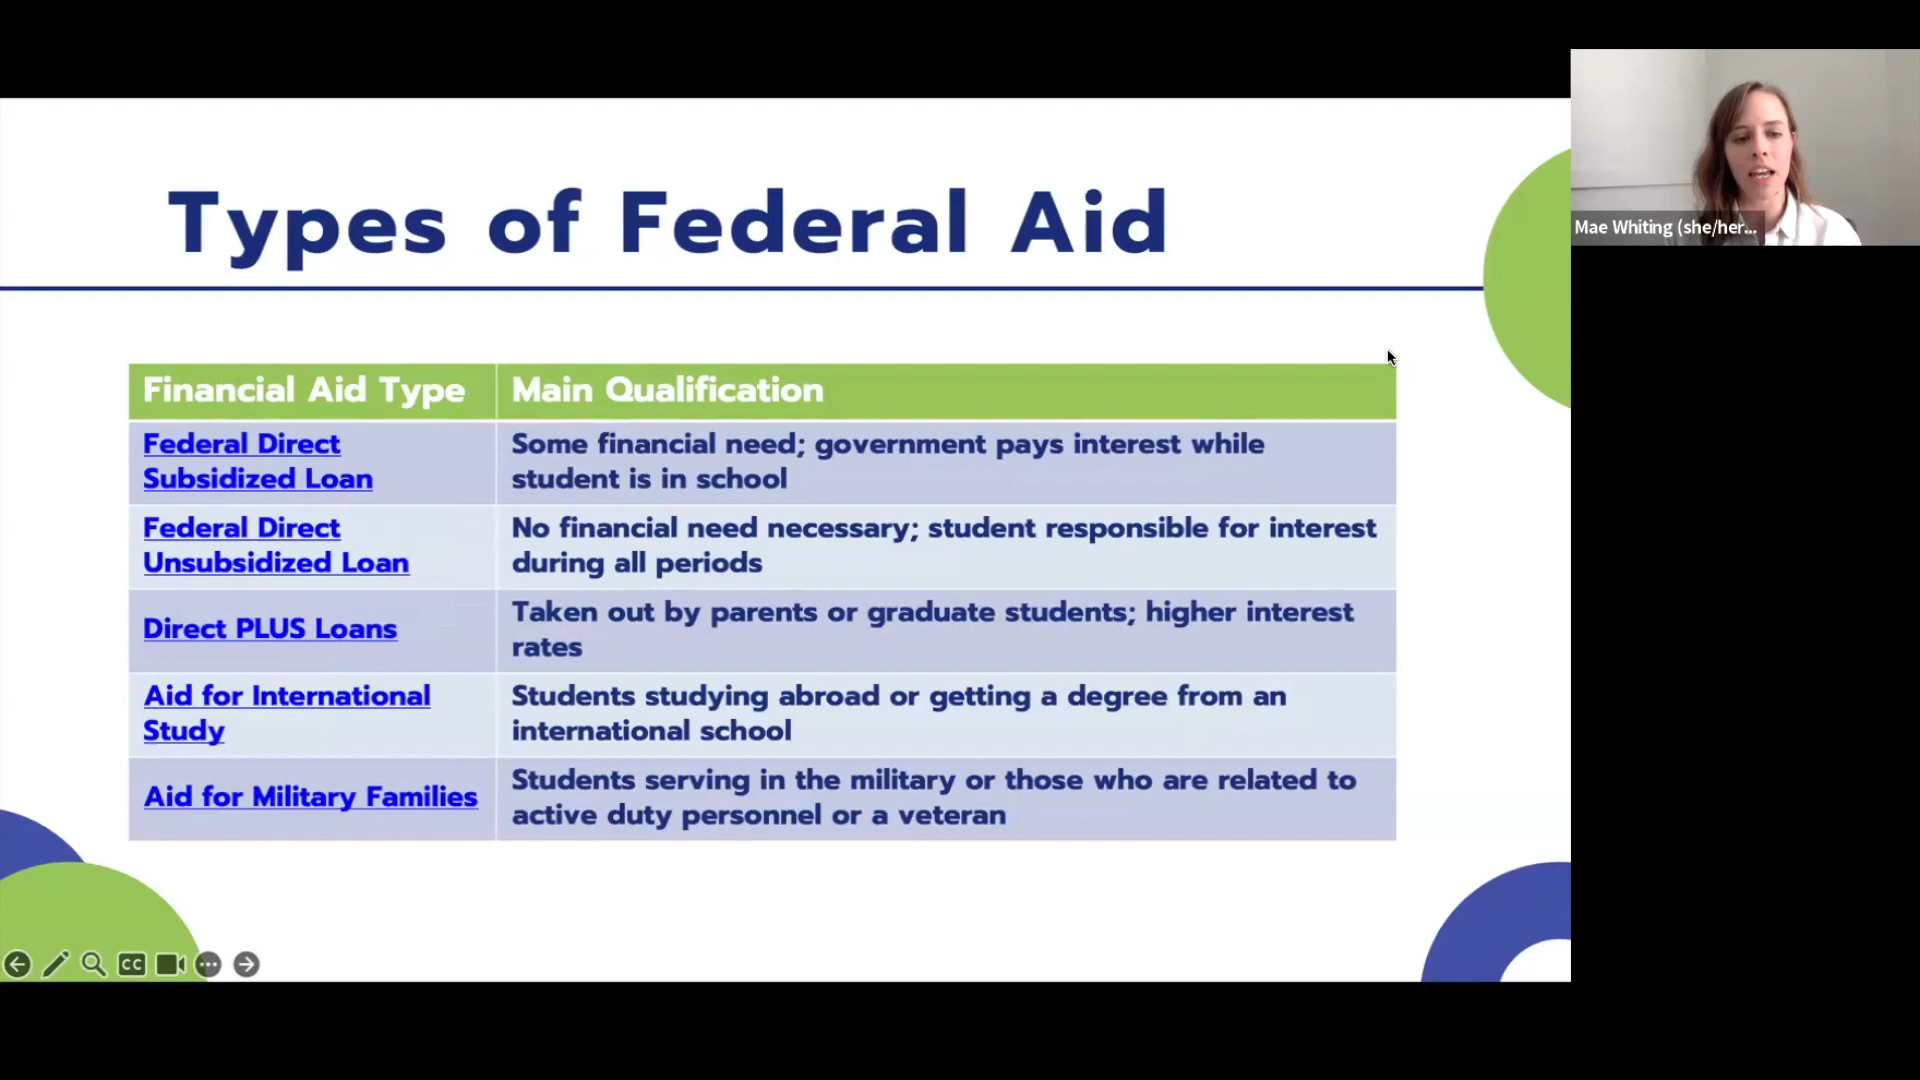 Types of Federal Aid
Mae Whiting (she/her...
Financial Aid Type
Main Qualification
Federal Direct
Subsidized Loan
Some financial need; government pays interest while
student is in school
Federal Direct
Unsubsidized Loan
No financial need necessary; student responsible for interest
during all periods
Direct PLUS Loans
Taken out by parents or graduate students; higher interest
rates
Aid for International
Study
Students studying abroad or getting a degree from an
international school
Aid for Military Families
Students serving in the military or those who are related to
active duty personnel or a veteran
CC